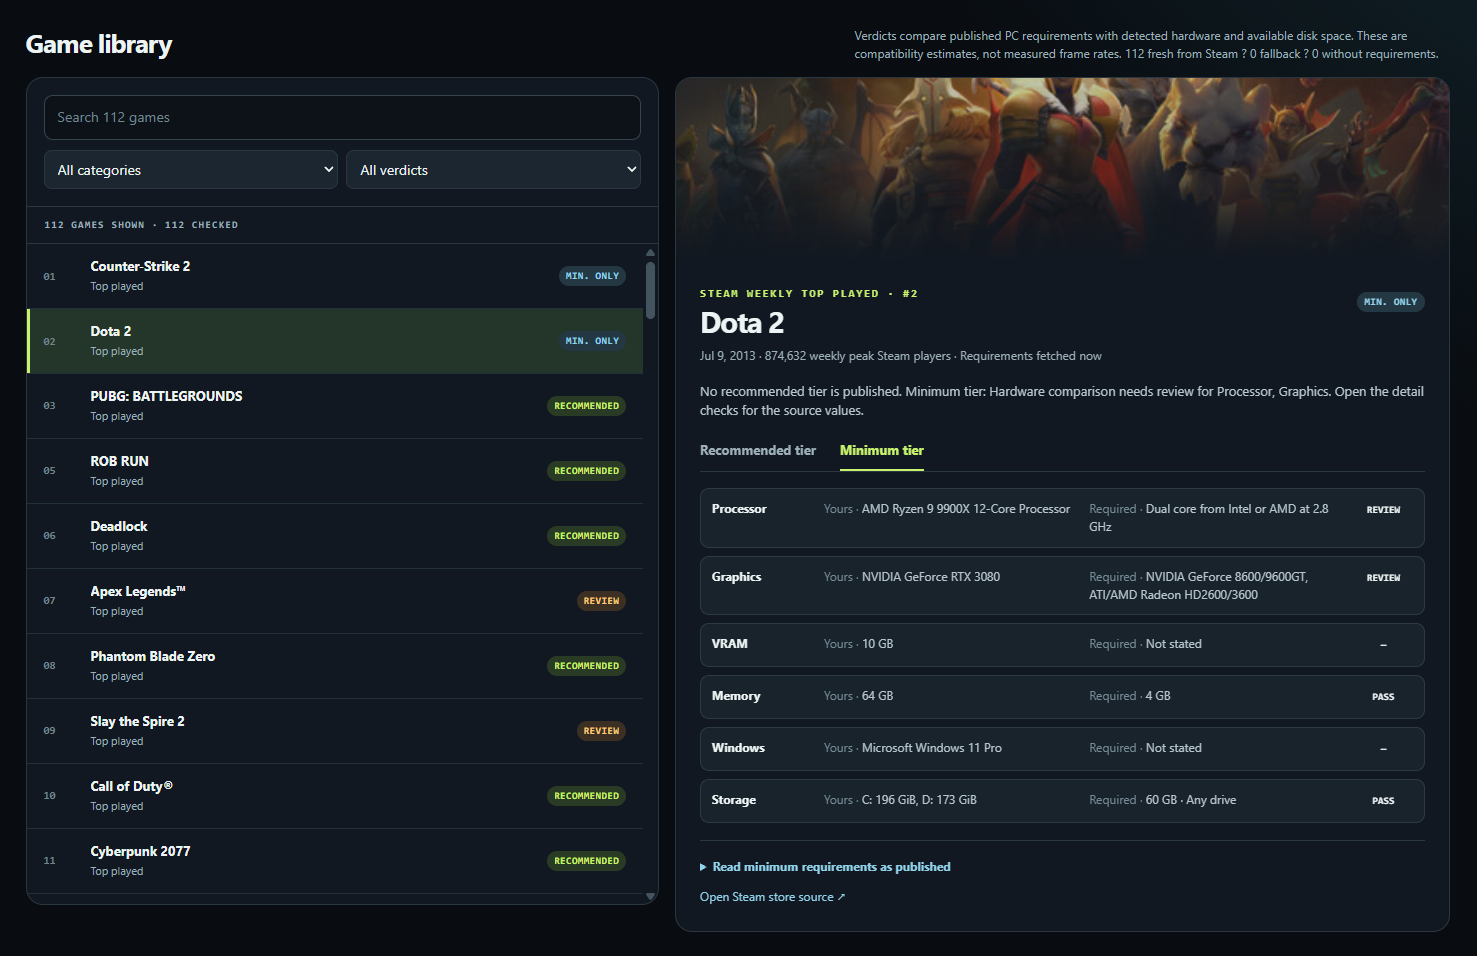 Game library
Verdicts compare published PC requirements with detected hardware and available disk space. These are
compatibility estimates, not measured frame rates. 112 fresh from Steam ? 0 fallback ? 0 without requirements.
Search 112 games
All categories
All verdicts
112 GAMES SHOWN · 112 CHECKED
01
Counter-Strike 2
Top played
MIN. ONLY
02
Dota 2
Top played
MIN. ONLY
03
PUBG: BATTLEGROUNDS
Top played
RECOMMENDED
05
ROB RUN
Top played
RECOMMENDED
06
Deadlock
Top played
RECOMMENDED
07
Apex Legends™
Top played
REVIEW
08
Phantom Blade Zero
Top played
RECOMMENDED
09
Slay the Spire 2
Top played
REVIEW
10
Call of Duty®
Top played
RECOMMENDED
11
Cyberpunk 2077
Top played
RECOMMENDED
STEAM WEEKLY TOP PLAYED · #2
MIN. ONLY
Dota 2
Jul 9, 2013 · 874,632 weekly peak Steam players · Requirements fetched now
No recommended tier is published. Minimum tier: Hardware comparison needs review for Processor, Graphics. Open the detail
checks for the source values.
Recommended tier
Minimum tier
Processor
Yours · AMD Ryzen 9 9900X 12-Core Processor
Required · Dual core from Intel or AMD at 2.8
GHz
REVIEW
Graphics
Yours · NVIDIA GeForce RTX 3080
Required · NVIDIA GeForce 8600/9600GT,
ATI/AMD Radeon HD2600/3600
REVIEW
VRAM
Yours · 10 GB
Required · Not stated
–
Memory
Yours · 64 GB
Required · 4 GB
PASS
Windows
Yours · Microsoft Windows 11 Pro
Required · Not stated
–
Storage
Yours · C: 196 GiB, D: 173 GiB
Required · 60 GB · Any drive
PASS
▶ Read minimum requirements as published
Open Steam store source ↗